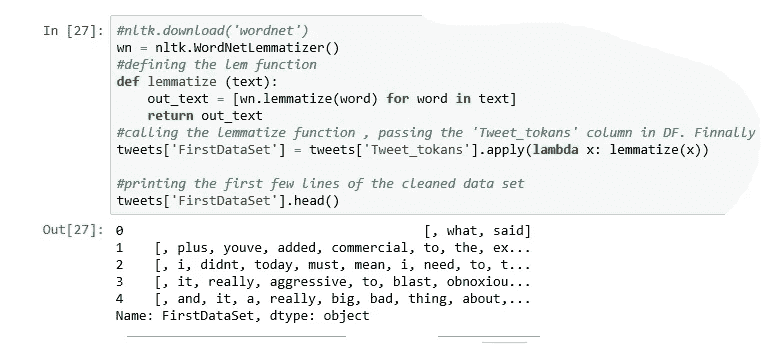 In [27]: #nltk.download('wordnet')
wn = nltk.WordNetLemmatizer()
#defining the lem function
def lemmatize (text):
    out_text = [wn.lemmatize(word) for word in text]
    return out_text
#calling the lemmatize function , passing the 'Tweet_tokans' column in DF. Finnally
tweets['FirstDataSet'] = tweets['Tweet_tokans'].apply(lambda x: lemmatize(x))
#printing the first few lines of the cleaned data set
tweets['FirstDataSet'].head()
Out[27]: 0 [, what, said]
1 [, plus, youve, added, commercial, to, the, ex...
2 [, i, didnt, today, must, mean, i, need, to, t...
3 [, it, really, aggressive, to, blast, obnoxiou...
4 [, and, it, a, really, big, bad, thing, about,...
Name: FirstDataSet, dtype: object